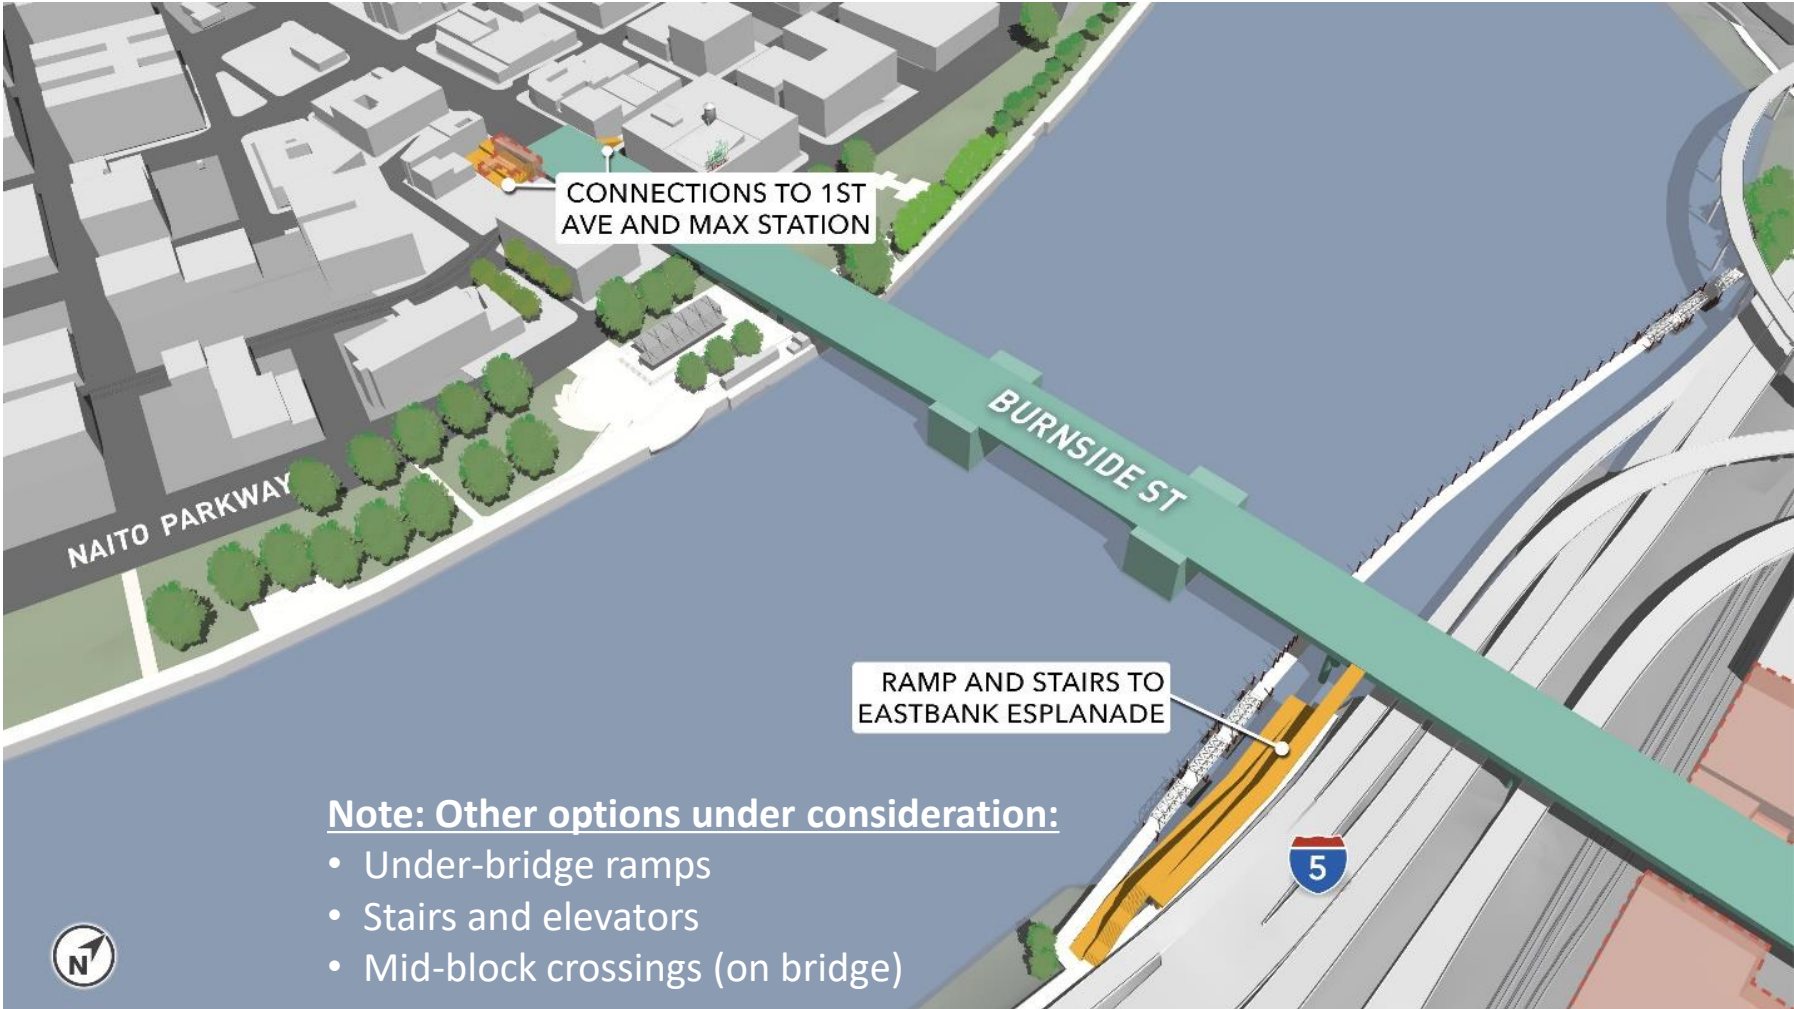 CONNECTIONS TO 1ST
AVE AND MAX STATION
BURNSIDE ST
NAITO PARKWAY
RAMP AND STAIRS TO
EASTBANK ESPLANADE
Note: Other options under consideration:
• Under-bridge ramps
• Stairs and elevators
• Mid-block crossings (on bridge)
5
N